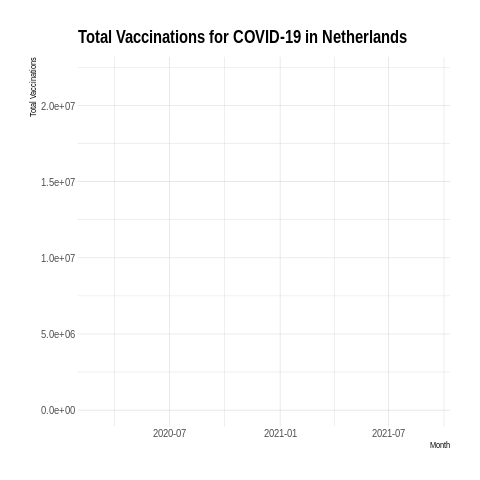 Total Vaccinations for COVID-19 in Netherlands
Total Vaccinations
2.0e+07
1.5e+07
1.0e+07
5.0e+06
0.0e+00
2020-07 2021-01 2021-07
Month